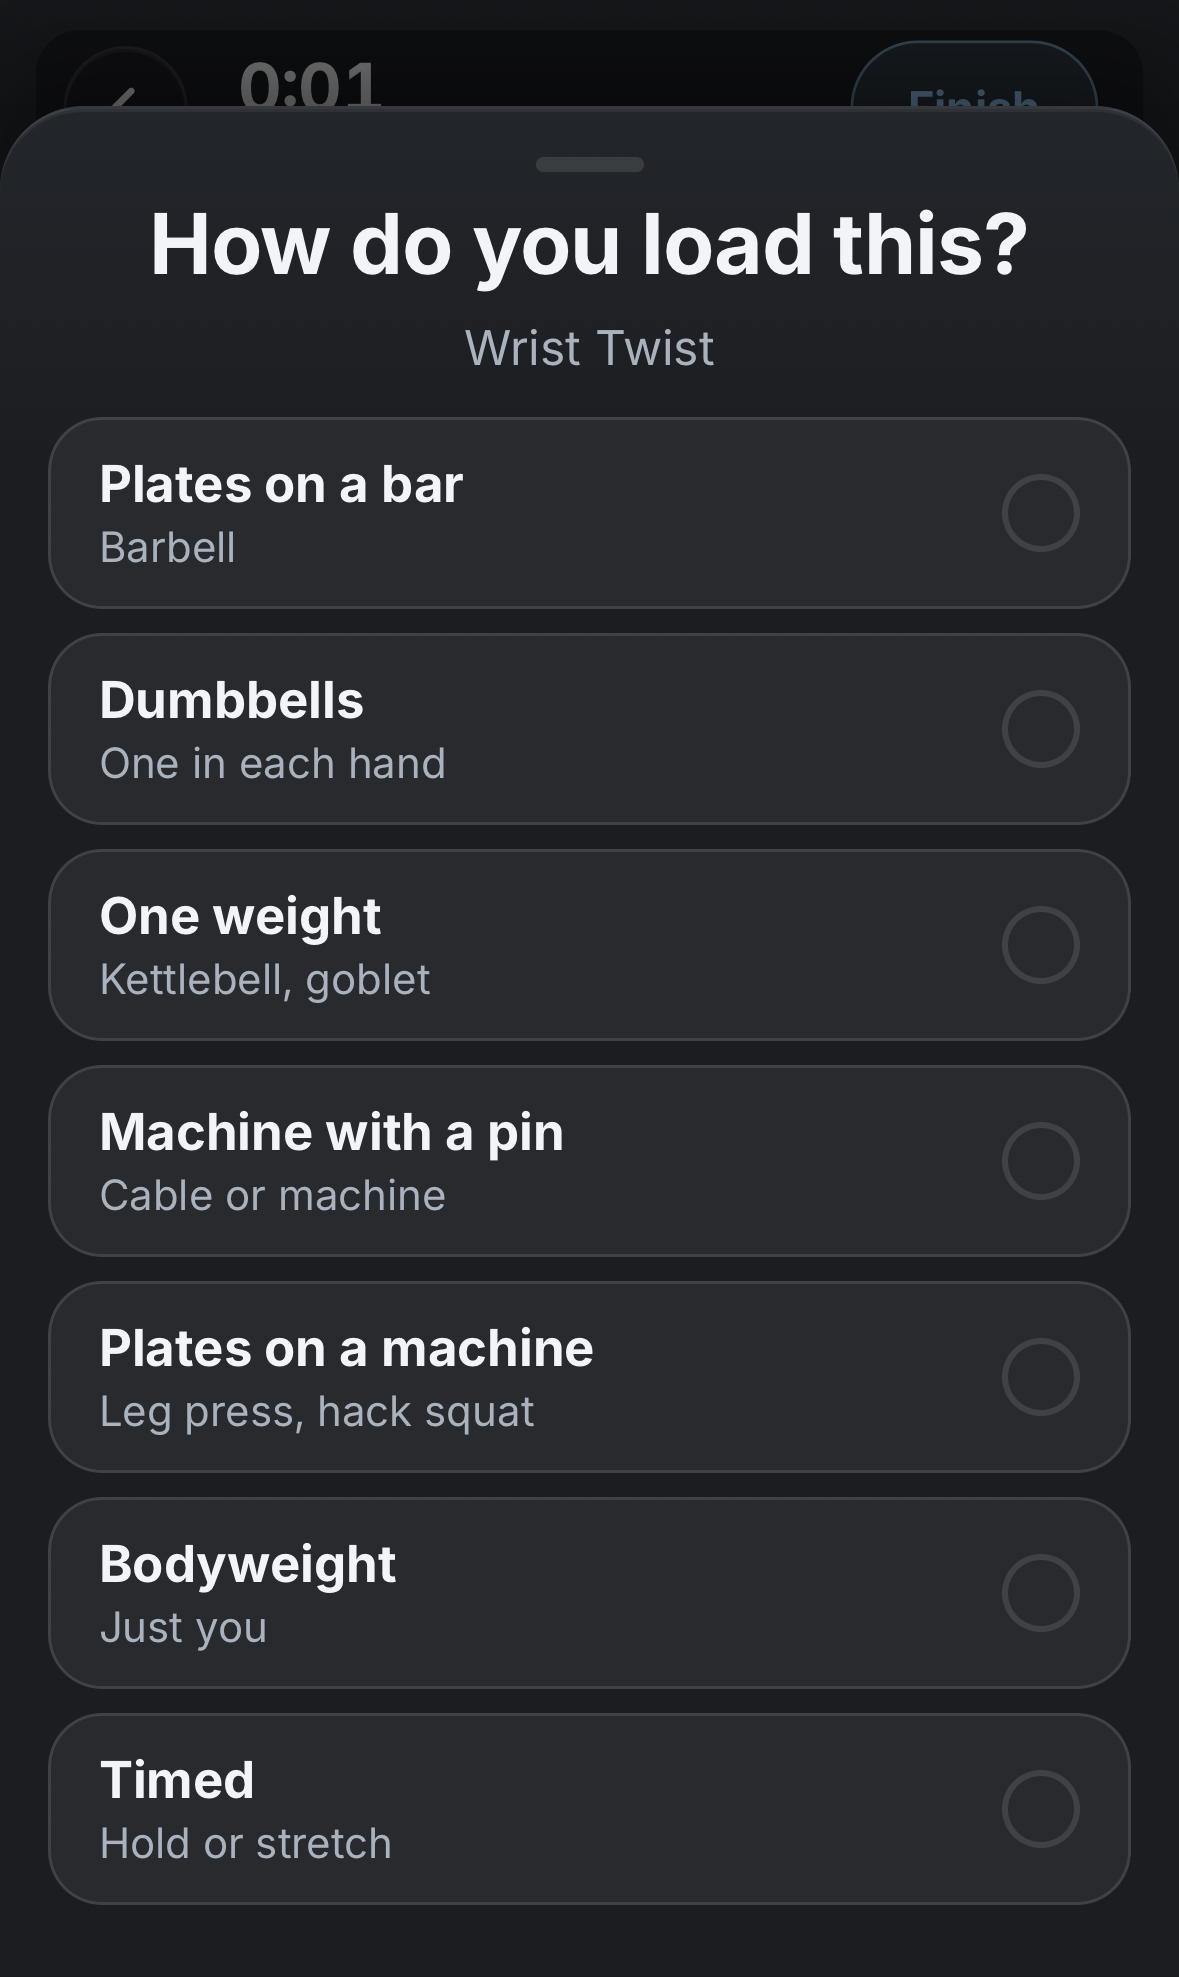 0:01
Finish
How do you load this?
Wrist Twist
Plates on a bar
Barbell
Dumbbells
One in each hand
One weight
Kettlebell, goblet
Machine with a pin
Cable or machine
Plates on a machine
Leg press, hack squat
Bodyweight
Just you
Timed
Hold or stretch